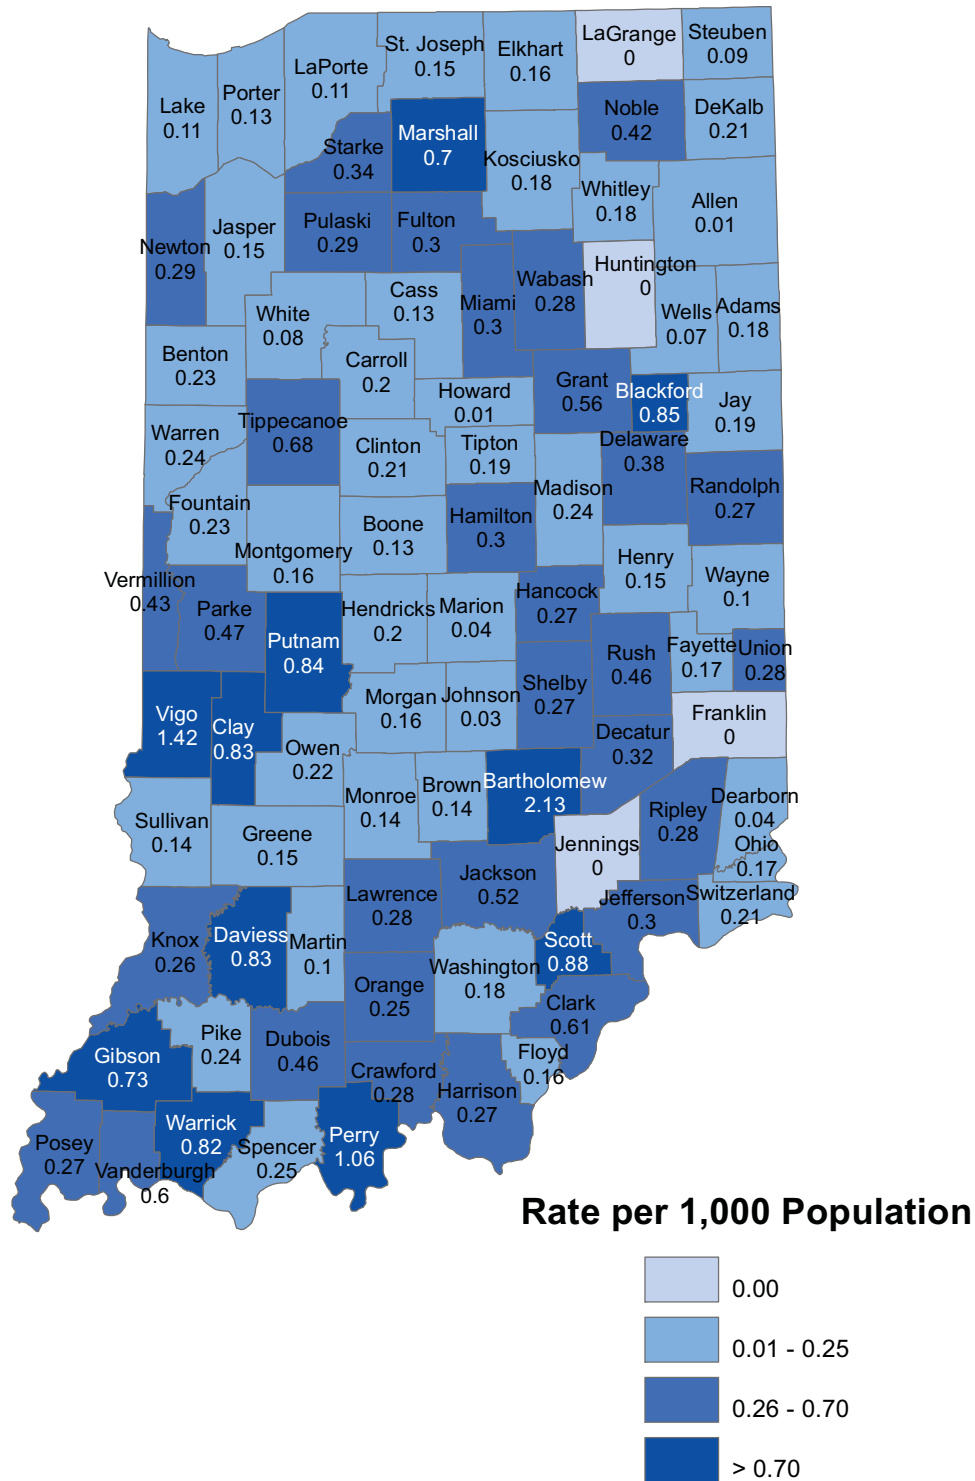 LaGrange
0
Steuben
0.09
St. Joseph
0.15
Elkhart
0.16
LaPorte
0.11
Porter
0.13
Lake
0.11
Noble
0.42
DeKalb
0.21
Marshall
0.7
Starke
0.34
Kosciusko
0.18
Whitley
0.18
Allen
0.01
Newton
0.29
Jasper
0.15
Pulaski
0.29
Fulton
0.3
Huntington
0
Wabash
0.28
Miami
0.3
Cass
0.13
White
0.08
Wells
0.07
Adams
0.18
Benton
0.23
Carroll
0.2
Howard
0.01
Grant
0.56
Blackford
0.85
Jay
0.19
Tippecanoe
0.68
Warren
0.24
Clinton
0.21
Tipton
0.19
Delaware
0.38
Madison
0.24
Randolph
0.27
Fountain
0.23
Montgomery
0.16
Boone
0.13
Hamilton
0.3
Henry
0.15
Wayne
0.1
Vermillion
0.43
Parke
0.47
Putnam
0.84
Hendricks
0.2
Marion
0.04
Hancock
0.27
Rush
0.46
Fayette
0.17
Union
0.28
Vigo
1.42
Clay
0.83
Owen
0.22
Morgan
0.16
Johnson
0.03
Shelby
0.27
Decatur
0.32
Franklin
0
Sullivan
0.14
Greene
0.15
Monroe
0.14
Brown
0.14
Bartholomew
2.13
Jennings
0
Ripley
0.28
Dearborn
0.04
Ohio
0.17
Switzerland
0.21
Jefferson
0.3
Jackson
0.52
Lawrence
0.28
Knox
0.26
Daviess
0.83
Martin
0.1
Orange
0.25
Washington
0.18
Scott
0.88
Clark
0.61
Floyd
0.16
Gibson
0.73
Pike
0.24
Dubois
0.46
Crawford
0.28
Harrison
0.27
Posey
0.27
Vanderburgh
0.6
Warrick
0.82
Spencer
0.25
Perry
1.06
Rate per 1,000 Population
0.00
0.01 - 0.25
0.26 - 0.70
> 0.70